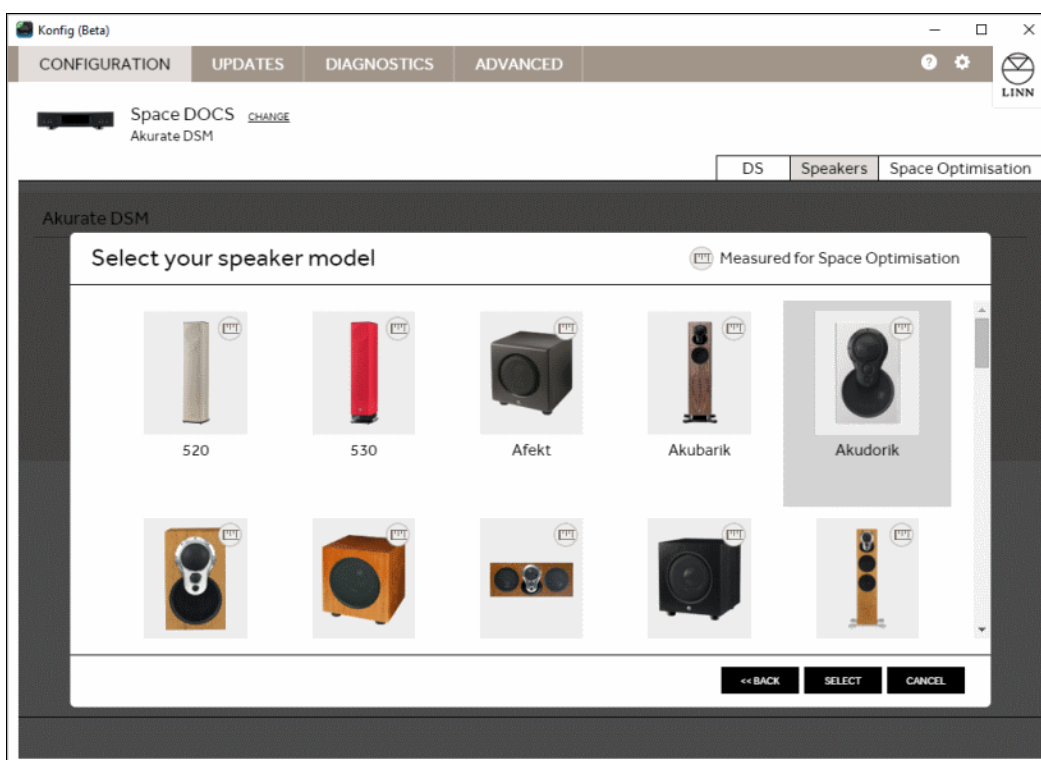 Konfig (Beta)
CONFIGURATION UPDATES DIAGNOSTICS ADVANCED ?
LINN
Space DOCS CHANGE
Akurate DSM
DS Speakers Space Optimisation
Akurate DSM
Select your speaker model Measured for Space Optimisation
520 530 Afekt Akubarik Akudorik
<< BACK SELECT CANCEL